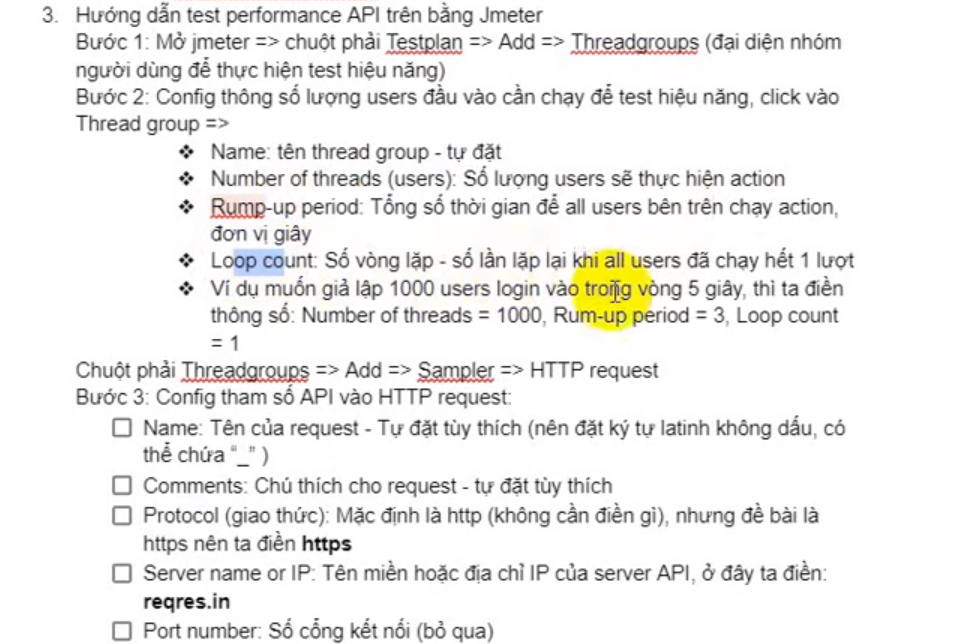 3. Hướng dẫn test performance API trên bằng Jmeter
Bước 1: Mở jmeter => chuột phải Testplan => Add => Threadgroups (đại diện nhóm
người dùng để thực hiện test hiệu năng)
Bước 2: Config thông số lượng users đầu vào cần chạy để test hiệu năng, click vào
Thread group =>
❖ Name: tên thread group - tự đặt
❖ Number of threads (users): Số lượng users sẽ thực hiện action
❖ Rump-up period: Tổng số thời gian để all users bên trên chạy action,
đơn vị giây
❖ Loop count: Số vòng lặp - số lần lặp lại khi all users đã chạy hết 1 lượt
❖ Ví dụ muốn giả lập 1000 users login vào trong vòng 5 giây, thì ta điền
thông số: Number of threads = 1000, Rum-up period = 3, Loop count
= 1
Chuột phải Threadgroups => Add => Sampler => HTTP request
Bước 3: Config tham số API vào HTTP request:
☐ Name: Tên của request - Tự đặt tùy thích (nên đặt ký tự latinh không dấu, có
thể chứa “_” )
☐ Comments: Chú thích cho request - tự đặt tùy thích
☐ Protocol (giao thức): Mặc định là http (không cần điền gì), nhưng đề bài là
https nên ta điền https
☐ Server name or IP: Tên miền hoặc địa chỉ IP của server API, ở đây ta điền:
reqres.in
☐ Port number: Số cổng kết nối (bỏ qua)